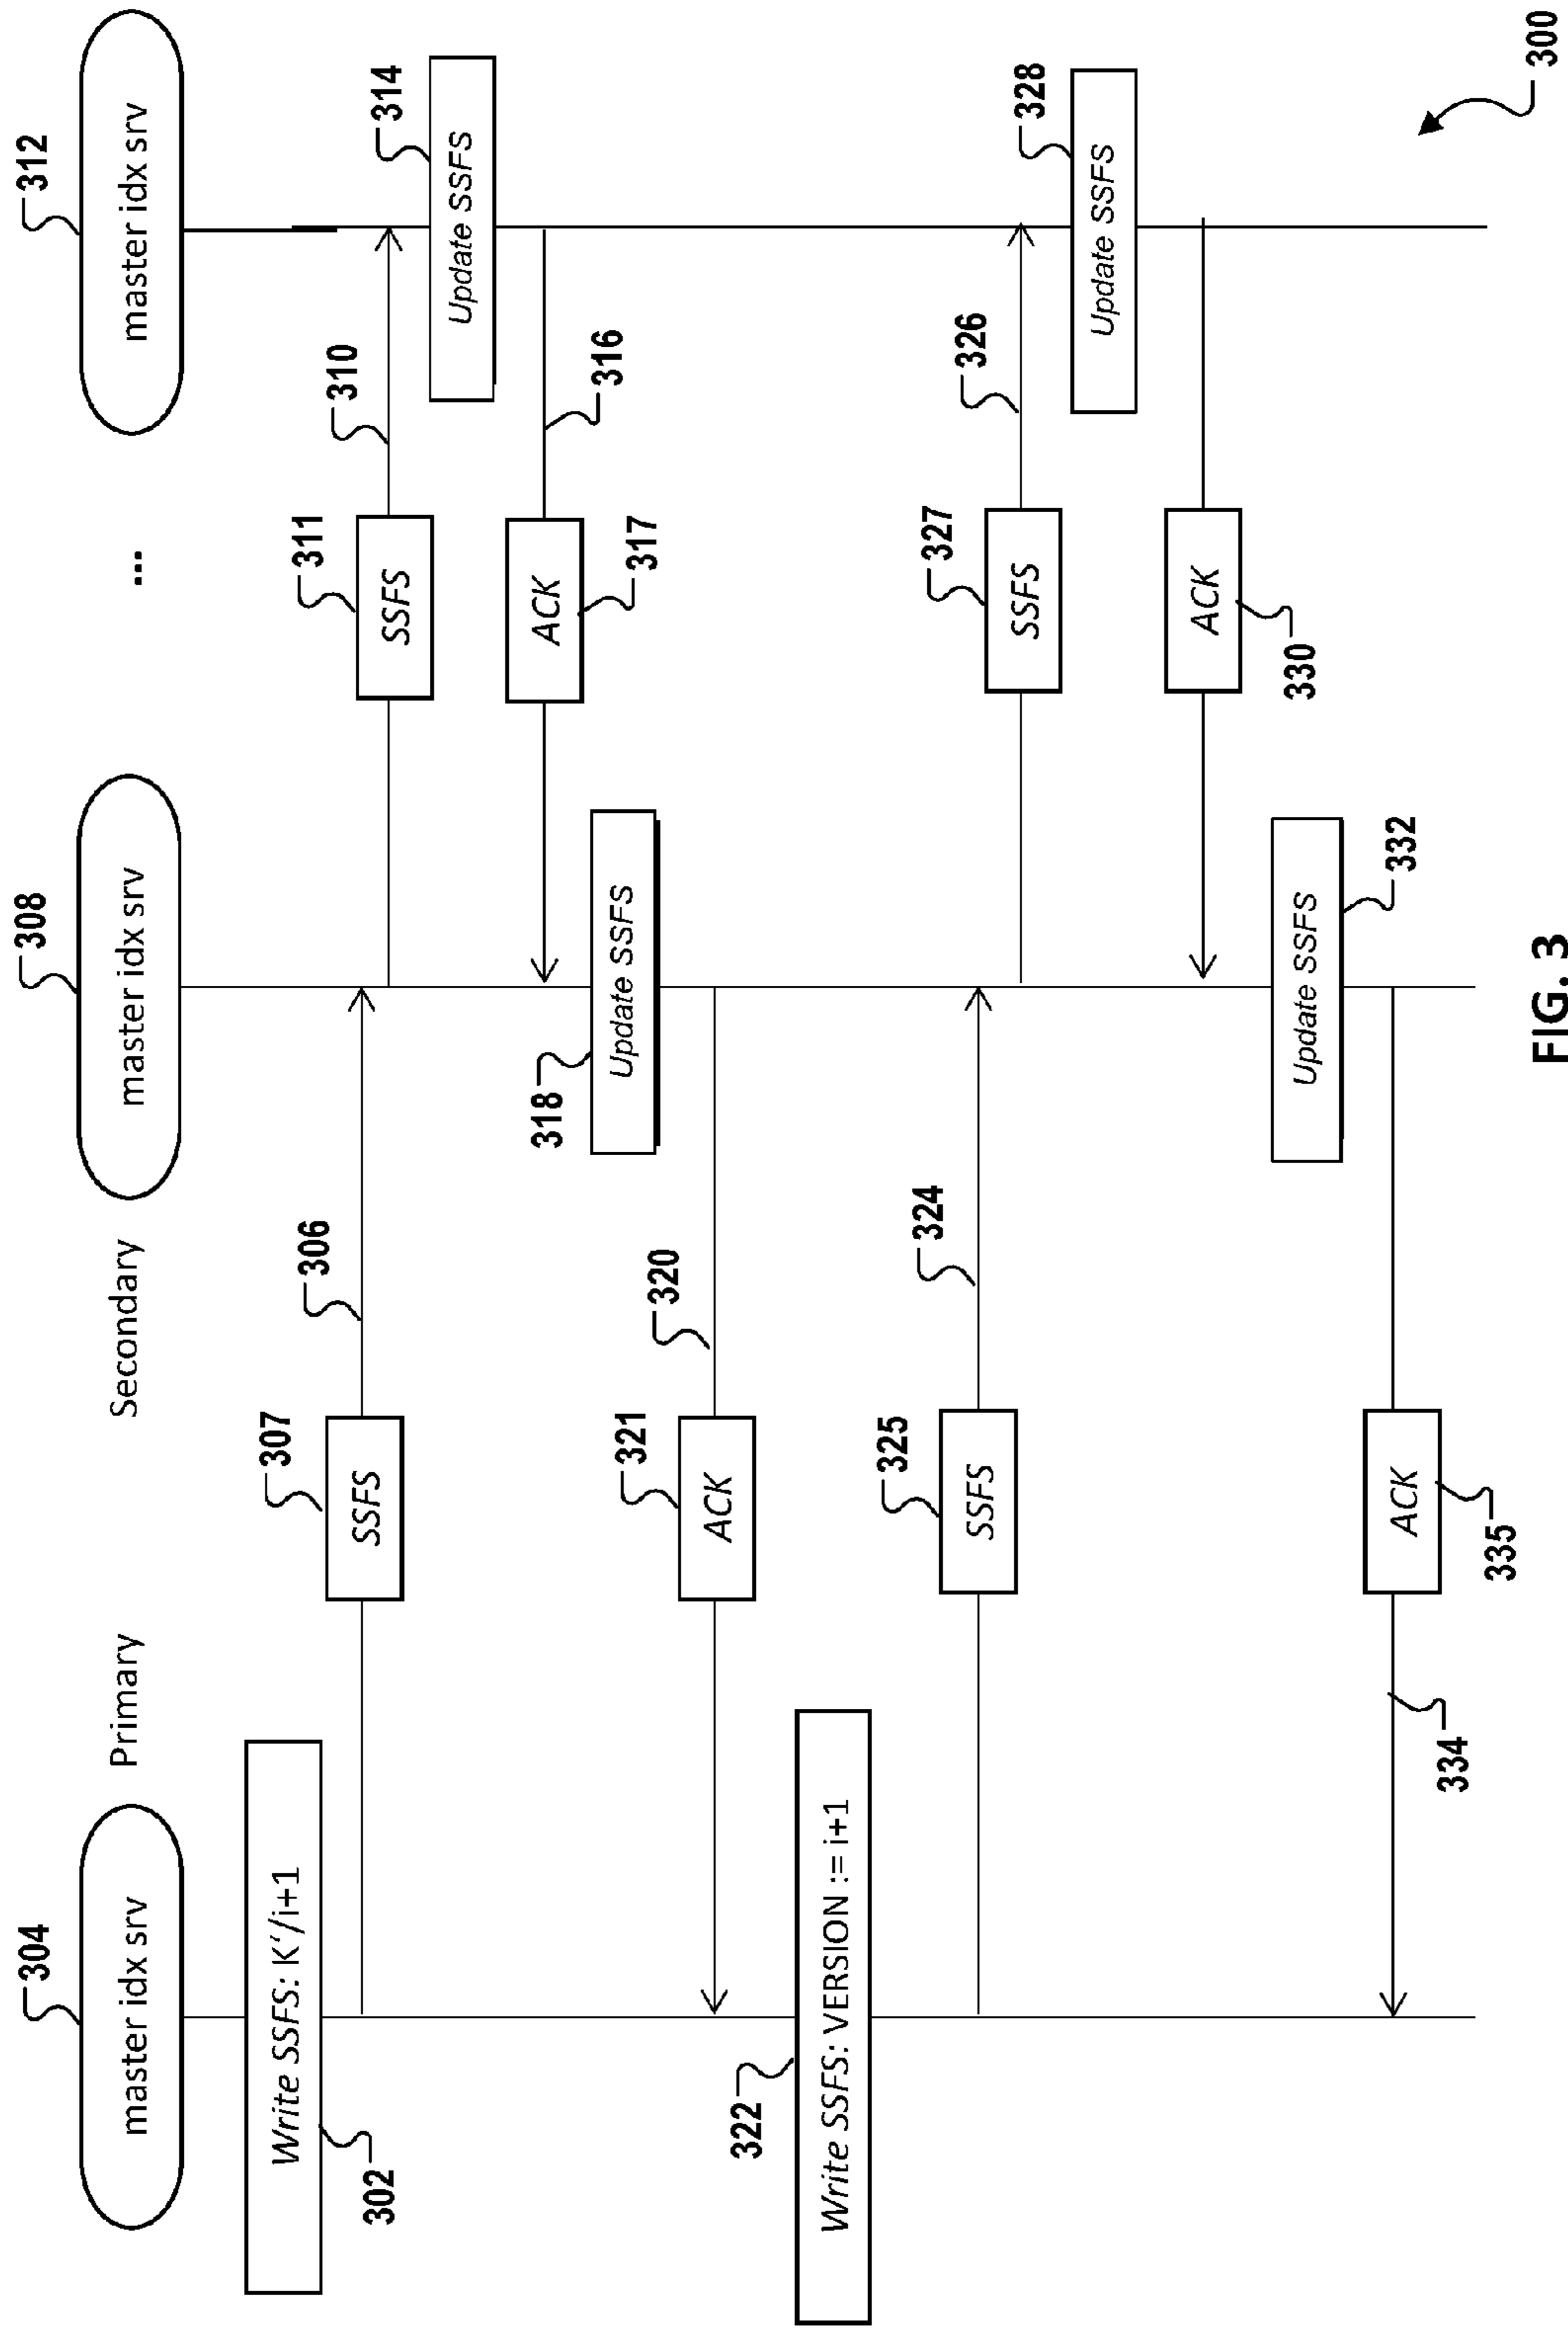 304
308
312
master idx srv
Primary
Secondary
master idx srv
...
master idx srv
Write SSFS: K'/i+1
302
307
SSFS
306
311
SSFS
310
314
Update SSFS
ACK
317
316
318
Update SSFS
321
ACK
320
322
Write SSFS: VERSION := i+1
325
SSFS
324
327
SSFS
326
328
Update SSFS
ACK
330
Update SSFS
332
334
ACK
335
300
FIG. 3